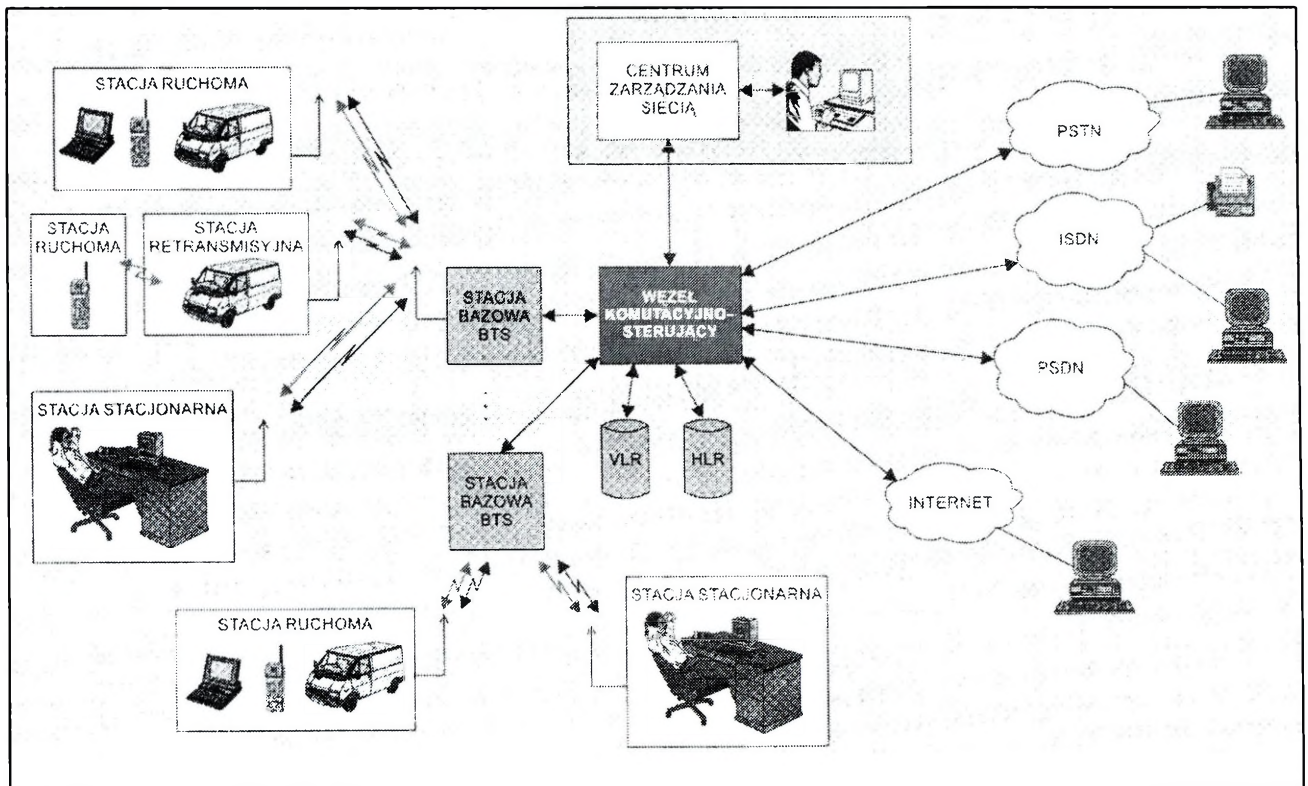 STACJA RUCHOMA
CENTRUM
ZARZĄDZANIA
SIECIĄ
PSTN
STACJA
RUCHOMA
STACJA
RETRANSMISYJNA
ISDN
STACJA
BAZOWA
BTS
WĘZEŁ
KOMUTACYJNO-
STERUJĄCY
PSDN
STACJA STACJONARNA
VLR
HLR
STACJA
BAZOWA
BTS
INTERNET
STACJA RUCHOMA
STACJA STACJONARNA